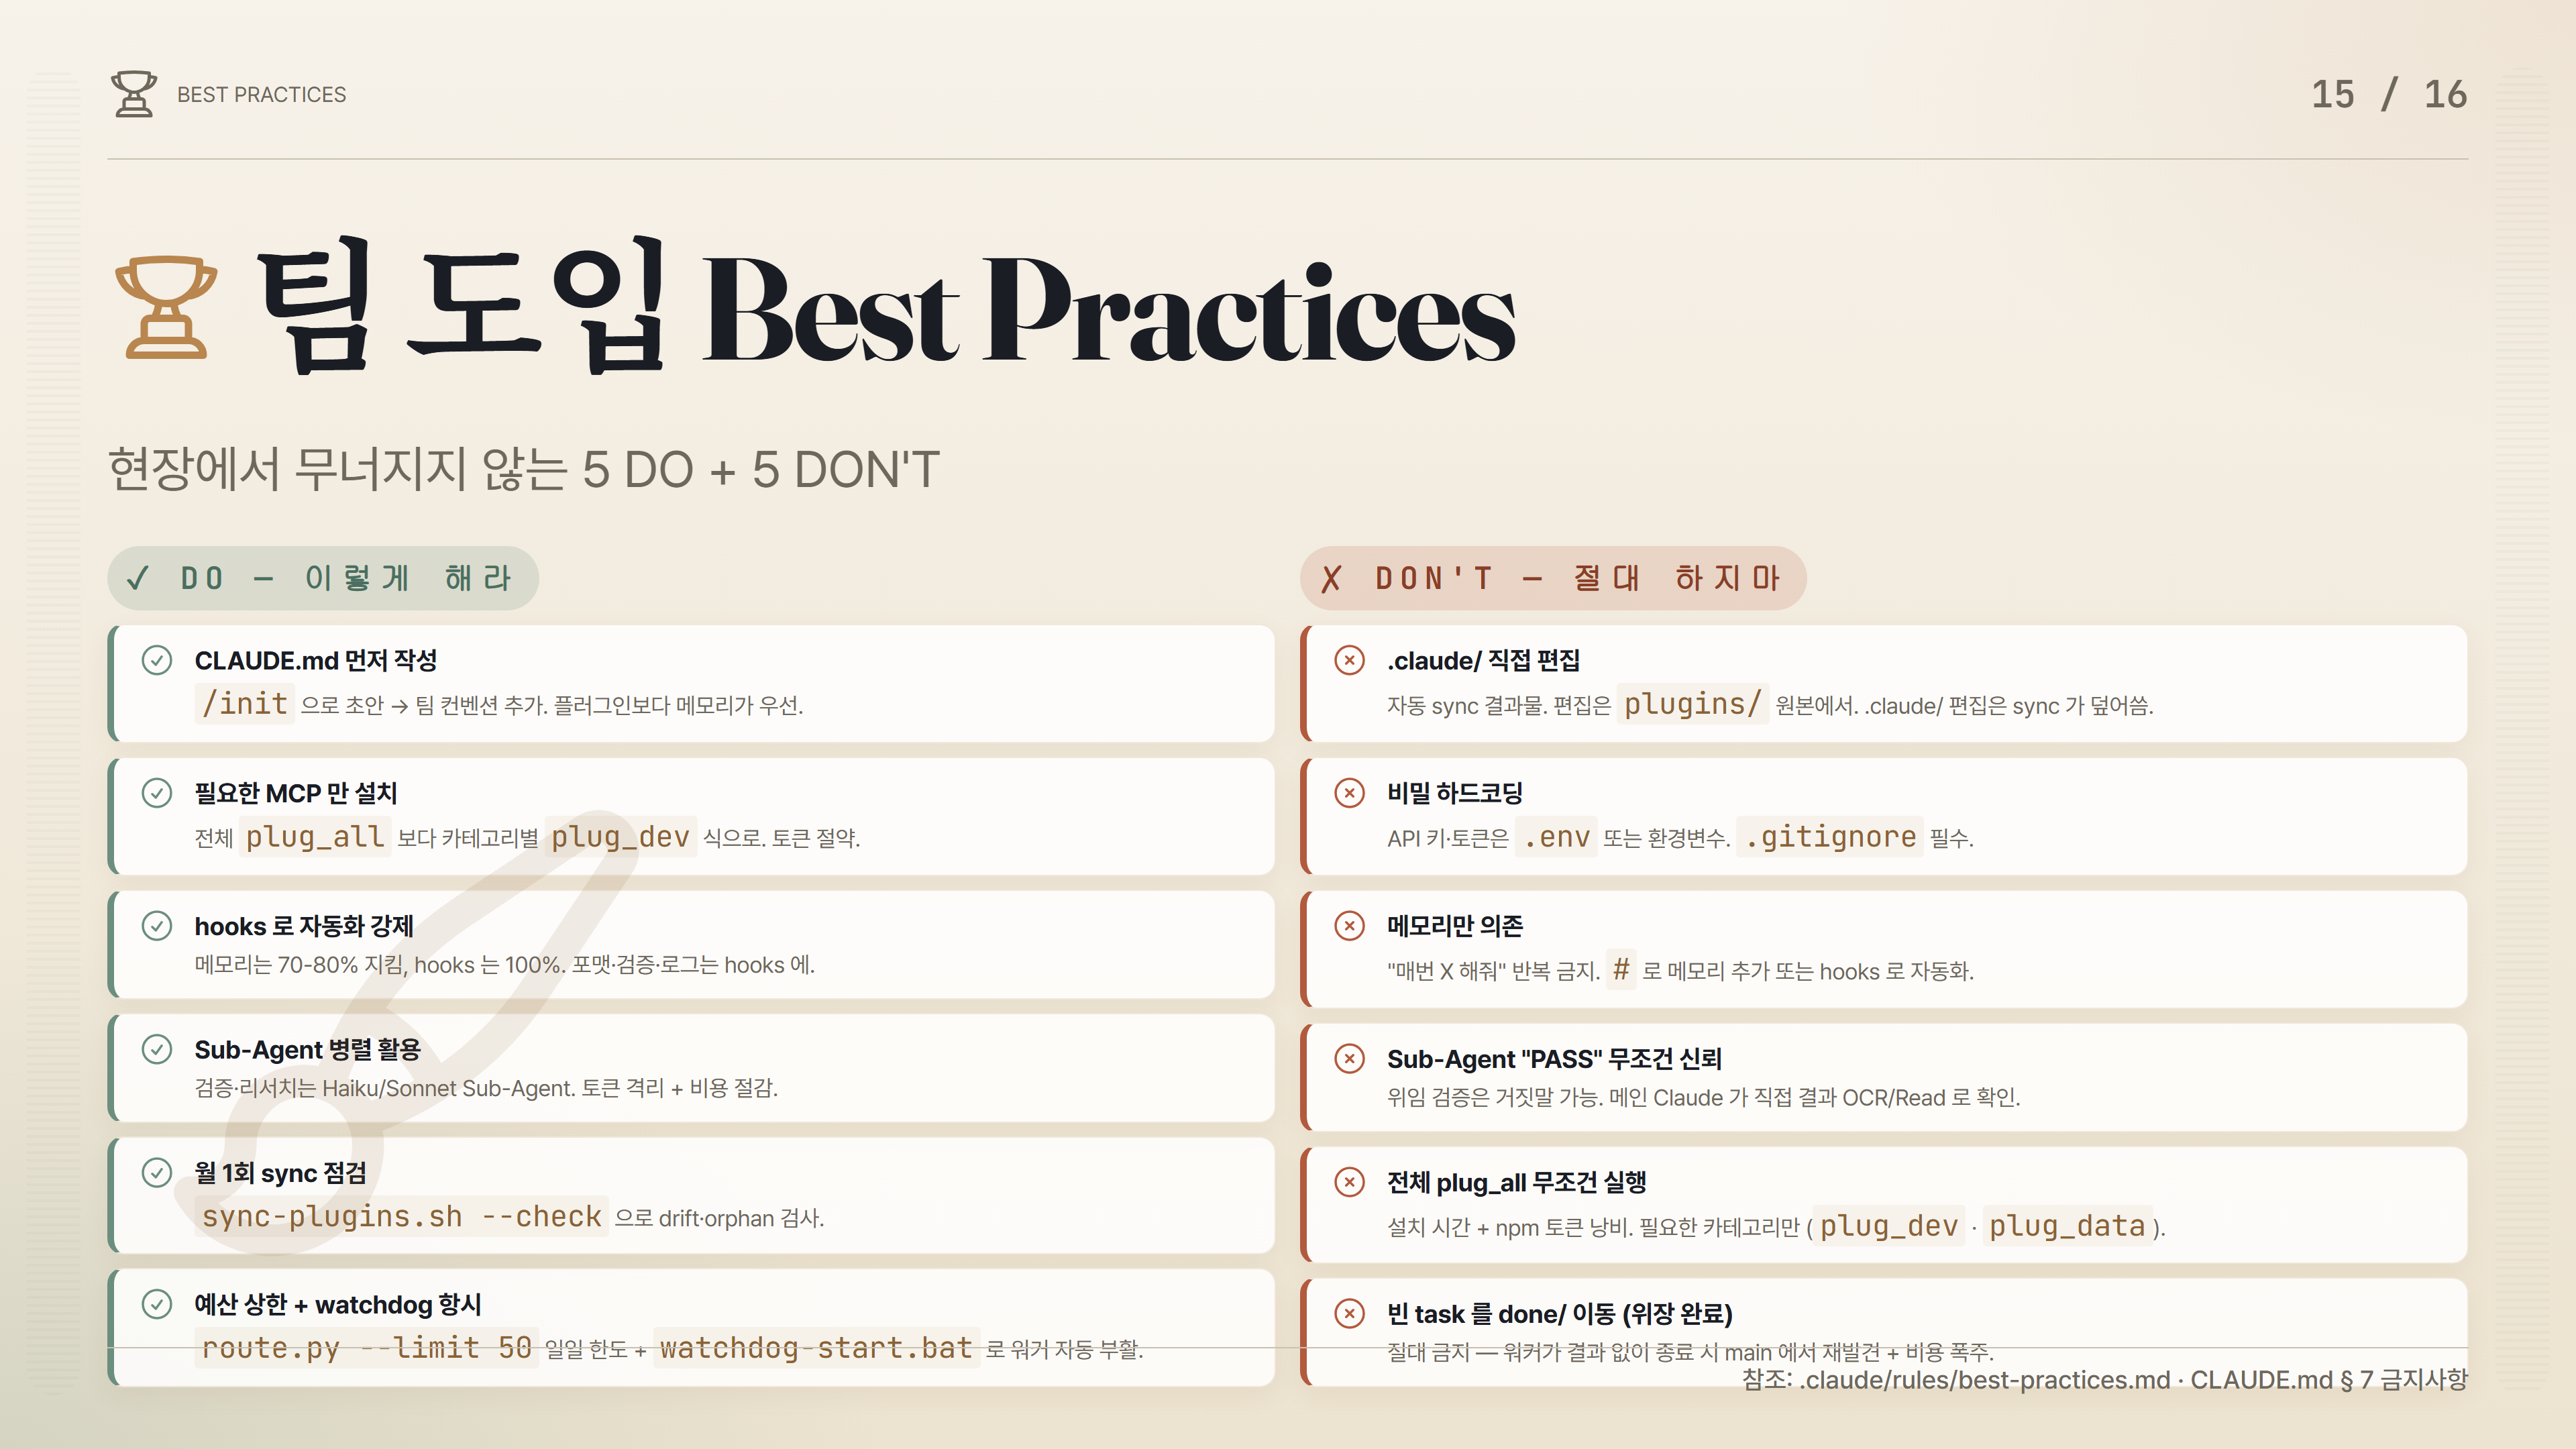 BEST PRACTICES
15 / 16
팀 도입 Best Practices
현장에서 무너지지 않는 5 DO + 5 DON'T
✓ DO — 이렇게 해라
CLAUDE.md 먼저 작성
/init 으로 초안 → 팀 컨벤션 추가. 플러그인보다 메모리가 우선.
필요한 MCP 만 설치
전체 plug_all 보다 카테고리별 plug_dev 식으로. 토큰 절약.
hooks 로 자동화 강제
메모리는 70-80% 지킴, hooks 는 100%. 포맷·검증·로그는 hooks 에.
Sub-Agent 병렬 활용
검증·리서치는 Haiku/Sonnet Sub-Agent. 토큰 격리 + 비용 절감.
월 1회 sync 점검
sync-plugins.sh --check 으로 drift·orphan 검사.
예산 상한 + watchdog 항시
route.py --limit 50 일일 한도 + watchdog-start.bat 로 워커 자동 부활.
✗ DON'T — 절대 하지마
.claude/ 직접 편집
자동 sync 결과물. 편집은 plugins/ 원본에서. .claude/ 편집은 sync 가 덮어씀.
비밀 하드코딩
API 키·토큰은 .env 또는 환경변수. .gitignore 필수.
메모리만 의존
"매번 X 해줘" 반복 금지. # 로 메모리 추가 또는 hooks 로 자동화.
Sub-Agent "PASS" 무조건 신뢰
위임 검증은 거짓말 가능. 메인 Claude 가 직접 결과 OCR/Read 로 확인.
전체 plug_all 무조건 실행
설치 시간 + npm 토큰 낭비. 필요한 카테고리만 ( plug_dev · plug_data ).
빈 task 를 done/ 이동 (위장 완료)
절대 금지 — 워커가 결과 없이 종료 시 main 에서 재발견 + 비용 폭주.
참조: .claude/rules/best-practices.md · CLAUDE.md § 7 금지사항